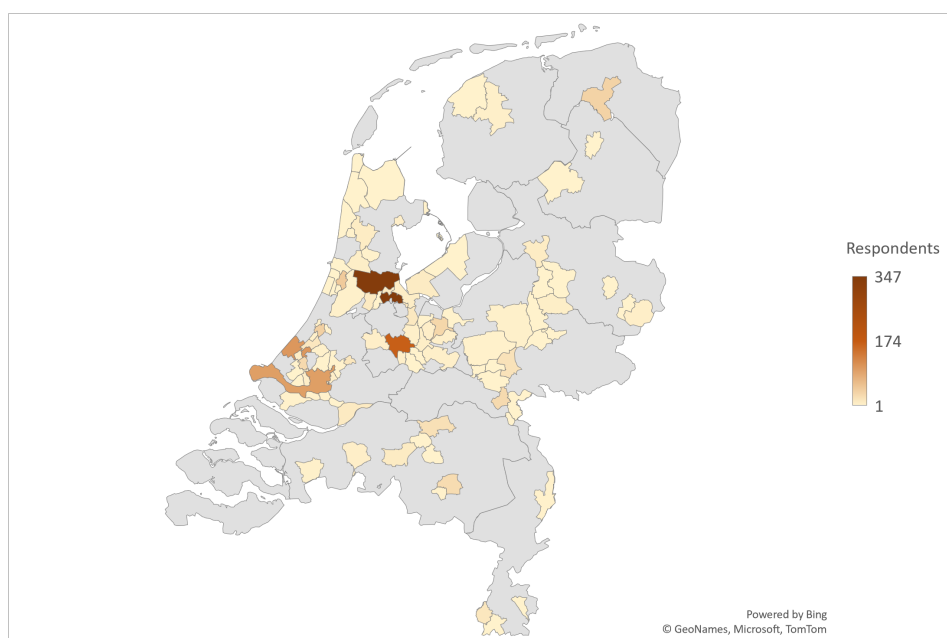 Respondents
347
174
1
Powered by Bing
© GeoNames, Microsoft, TomTom